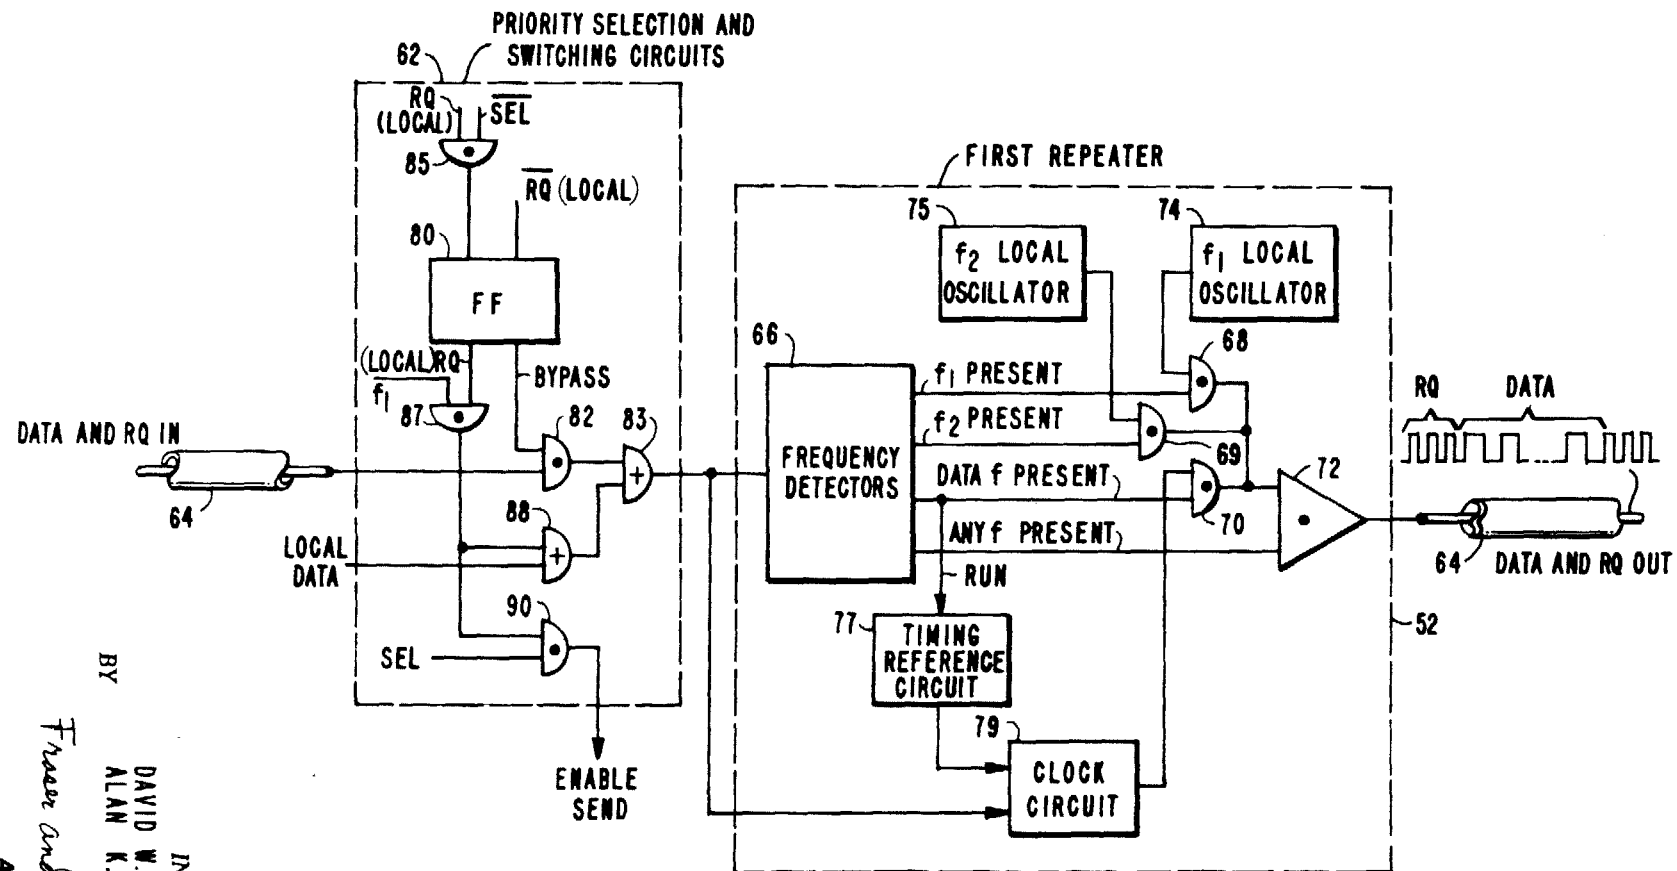 PRIORITY SELECTION AND
SWITCHING CIRCUITS
62
RQ
(LOCAL)
SEL
85
RQ (LOCAL)
80
FF
(LOCAL) RQ
f1
87
BYPASS
82
83
DATA AND RQ IN
64
88
LOCAL
DATA
90
SEL
ENABLE
SEND
FIRST REPEATER
75
f2 LOCAL
OSCILLATOR
74
f1 LOCAL
OSCILLATOR
66
FREQUENCY
DETECTORS
68
f1 PRESENT
f2 PRESENT
69
DATA f PRESENT
70
ANY f PRESENT
72
RUN
77
TIMING
REFERENCE
CIRCUIT
79
CLOCK
CIRCUIT
RQ DATA
64
DATA AND RQ OUT
52
IN
DAVID W.
ALAN K.
BY
Fraser and
A